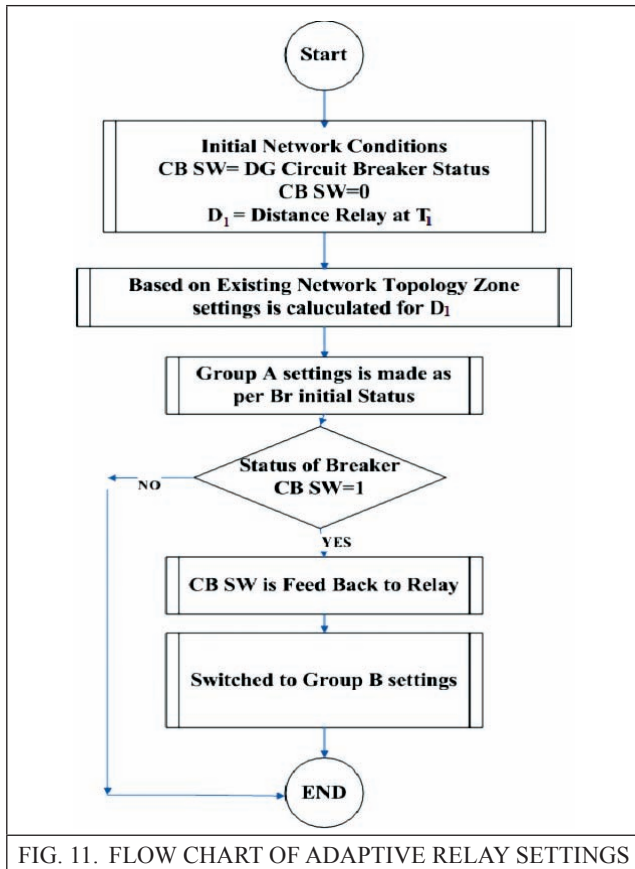 Start
Initial Network Conditions
CB SW= DG Circuit Breaker Status
CB SW=0
D1 = Distance Relay at T1
Based on Existing Network Topology Zone
settings is caluculated for D1
Group A settings is made as
per Br initial Status
Status of Breaker
CB SW=1
NO
YES
CB SW is Feed Back to Relay
Switched to Group B settings
END
FIG. 11. FLOW CHART OF ADAPTIVE RELAY SETTINGS